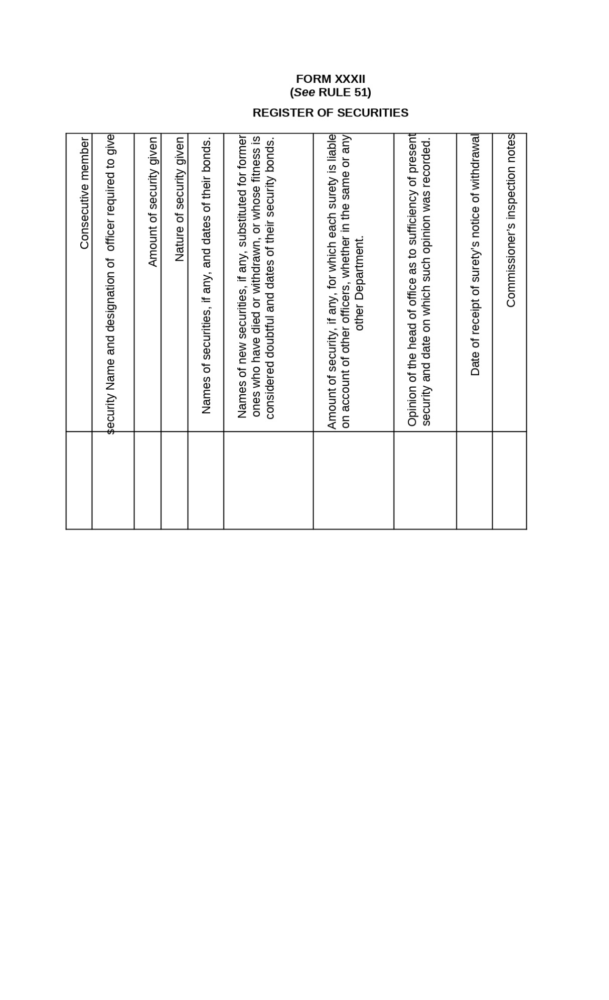 FORM XXXII
(See RULE 51)
REGISTER OF SECURITIES
Consecutive member
security Name and designation of officer required to give
Amount of security given
Nature of security given
Names of securities, if any, and dates of their bonds.
Names of new securities, if any, substituted for former
ones who have died or withdrawn, or whose fitness is
considered doubtful and dates of their security bonds.
Amount of security, if any, for which each surety is liable
on account of other officers, whether in the same or any
other Department.
Opinion of the head of office as to sufficiency of present
security and date on which such opinion was recorded.
Date of receipt of surety’s notice of withdrawal
Commissioner’s inspection notes